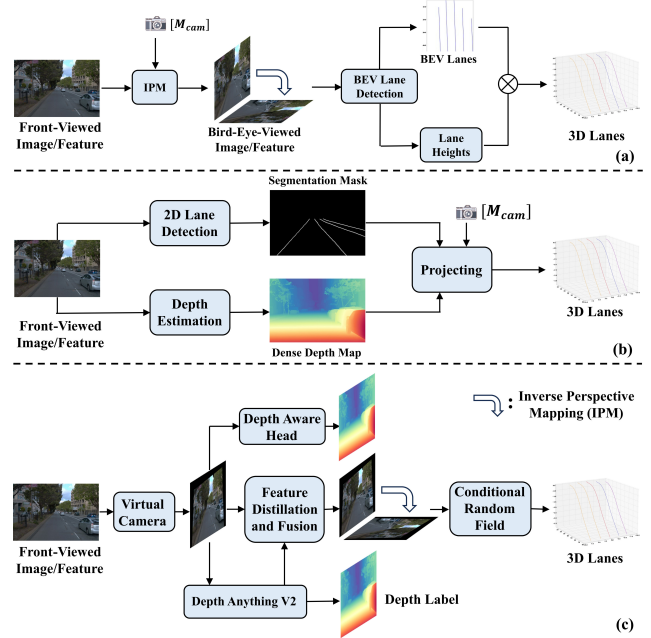 [M_cam]
IPM
Front-Viewed
Image/Feature
Bird-Eye-Viewed
Image/Feature
BEV Lane
Detection
BEV Lanes
Lane
Heights
3D Lanes
(a)
Segmentation Mask
2D Lane
Detection
[M_cam]
Projecting
Depth
Estimation
Front-Viewed
Image/Feature
Dense Depth Map
3D Lanes
(b)
Depth Aware
Head
: Inverse Perspective
Mapping (IPM)
Virtual
Camera
Feature
Distillation
and Fusion
Conditional
Random
Field
Front-Viewed
Image/Feature
3D Lanes
Depth Anything V2
Depth Label
(c)